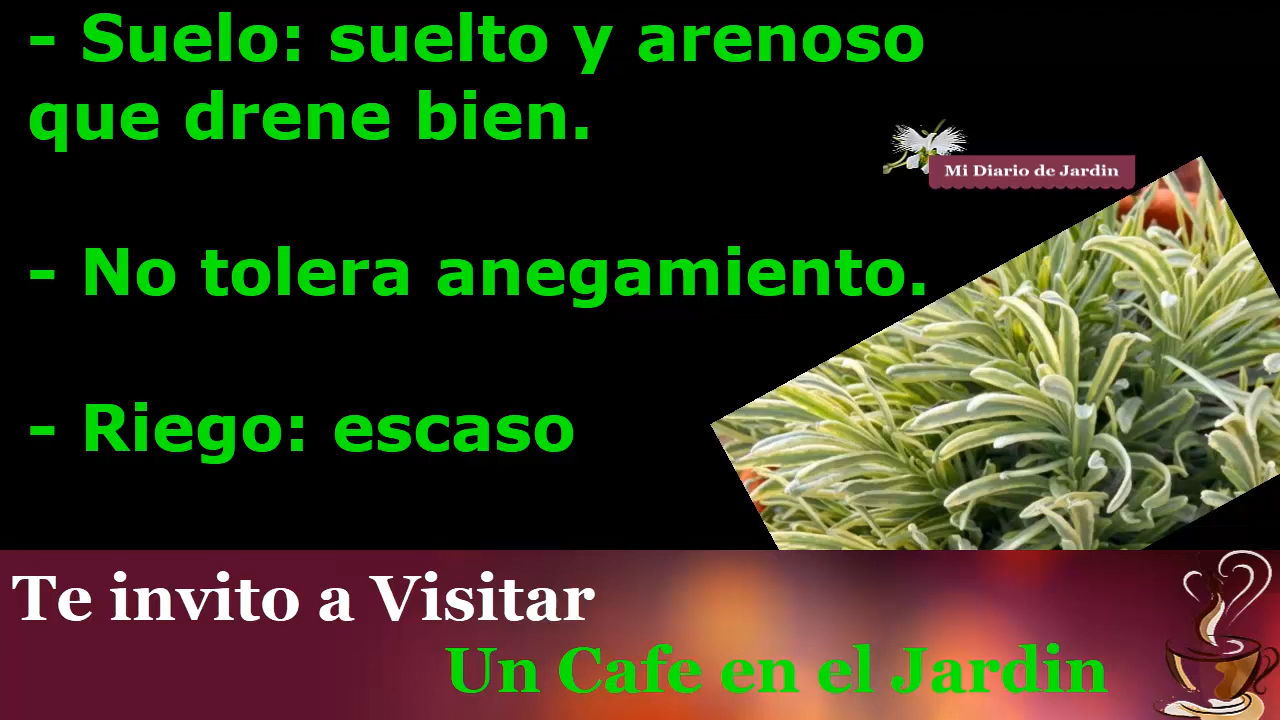 - Suelo: suelto y arenoso
que drene bien.
Mi Diario de Jardin
- No tolera anegamiento.
- Riego: escaso
Te invito a Visitar
Un Cafe en el Jardin